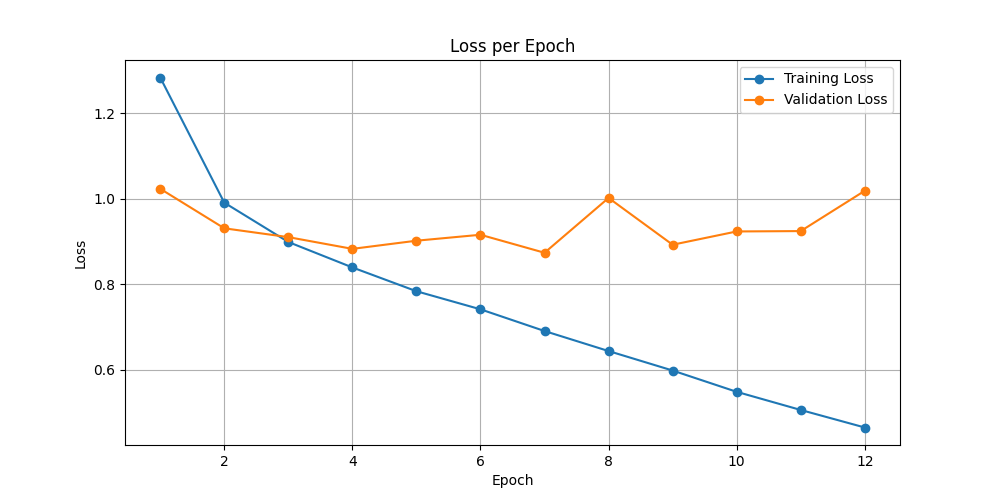 Loss per Epoch
Training Loss
Validation Loss
1.2
1.0
0.8
0.6
Loss
2 4 6 8 10 12
Epoch